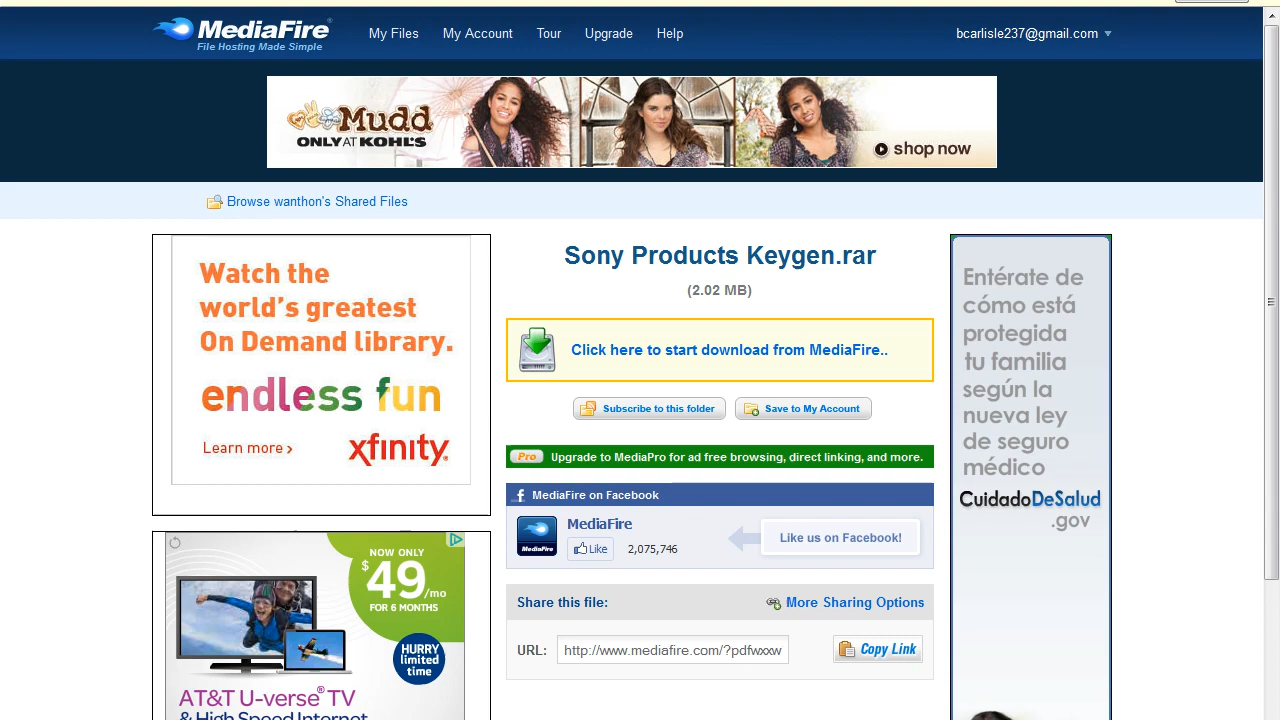 MediaFire
File Hosting Made Simple
My Files
My Account
Tour
Upgrade
Help
bcarlisle237@gmail.com
Mudd
ONLY AT KOHL'S
shop now
Browse wanthon's Shared Files
Watch the
world's greatest
On Demand library.
endless fun
Learn more ›
xfinity
NOW ONLY
$49/mo
FOR 6 MONTHS
HURRY
limited
time
AT&T U-verse® TV
& High Speed Internet
Sony Products Keygen.rar
(2.02 MB)
Click here to start download from MediaFire..
Subscribe to this folder
Save to My Account
Pro
Upgrade to MediaPro for ad free browsing, direct linking, and more.
MediaFire on Facebook
MediaFire
MediaFire
Like
2,075,746
Like us on Facebook!
Share this file:
More Sharing Options
URL:
http://www.mediafire.com/?pdfwxxw
Copy Link
Entérate de
cómo está
protegida
tu familia
según la
nueva ley
de seguro
médico
CuidadoDeSalud
.gov